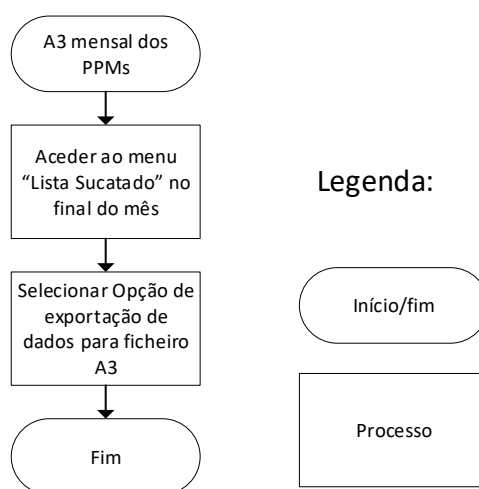 A3 mensal dos
PPMs
Aceder ao menu
“Lista Sucatado” no
final do mês
Selecionar Opção de
exportação de
dados para ficheiro
A3
Fim
Legenda:
Início/fim
Processo